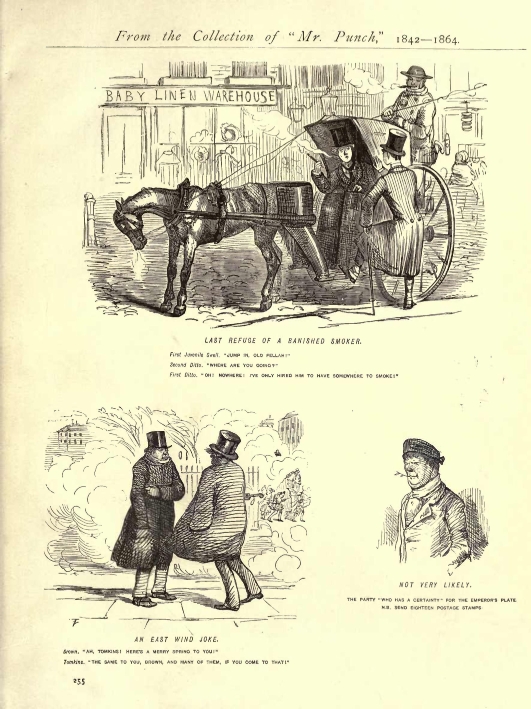 From the Collection of "Mr. Punch," 1842—1864.
BABY LINEN WAREHOUSE
LAST REFUGE OF A BANISHED SMOKER.
First Juvenile Swell. "JUMP IN, OLD FELLAH!"
Second Ditto. "WHERE ARE YOU GOING?"
First Ditto. "OH! NOWHERE! I'VE ONLY HIRED HIM TO HAVE SOMEWHERE TO SMOKE!"
AN EAST WIND JOKE.
Brown. "AH, TOMKINS! HERE'S A MERRY SPRING TO YOU!"
Tomkins. "THE SAME TO YOU, BROWN, AND MANY OF THEM, IF YOU COME TO THAT!"
NOT VERY LIKELY.
THE PARTY "WHO HAS A CERTAINTY" FOR THE EMPEROR'S PLATE.
N.B. SEND EIGHTEEN POSTAGE STAMPS
235